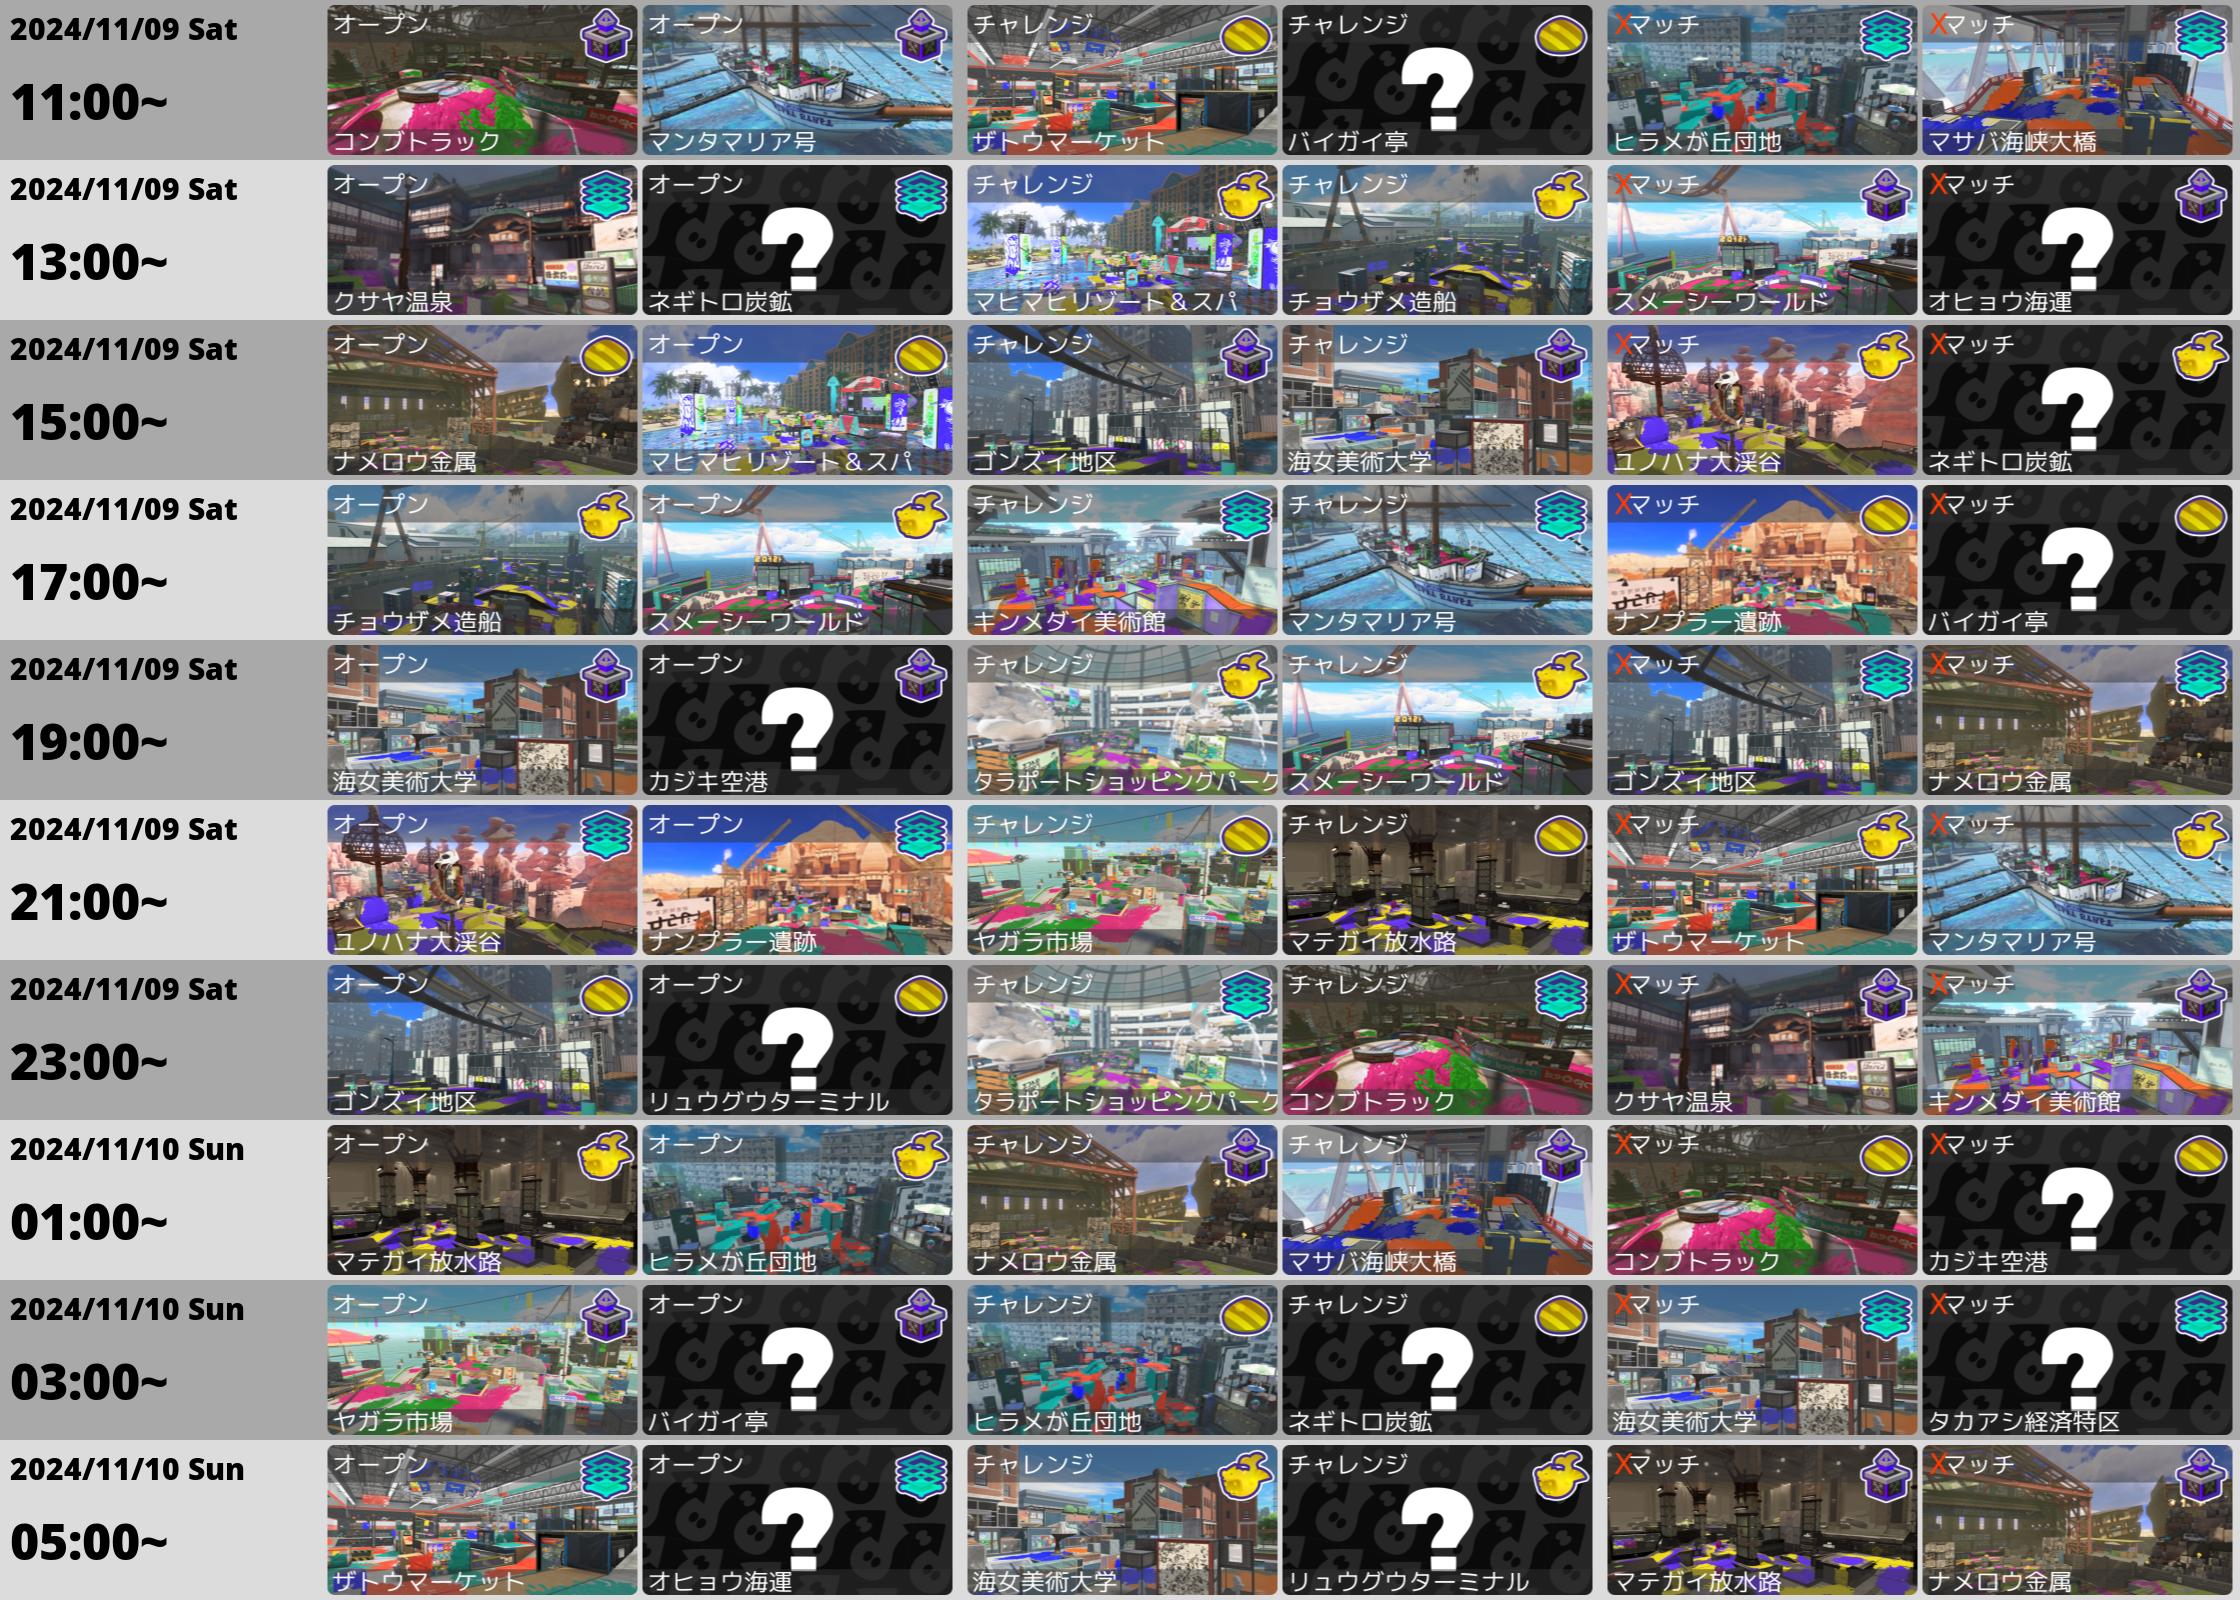 2024/11/09 Sat
11:00~
オープン
コンブトラック
オープン
マンタマリア号
チャレンジ
ザトウマーケット
チャレンジ
バイガイ亭
Xマッチ
ヒラメが丘団地
Xマッチ
マサバ海峡大橋
2024/11/09 Sat
13:00~
オープン
クサヤ温泉
オープン
ネギトロ炭鉱
チャレンジ
マヒマヒリゾート＆スパ
チャレンジ
チョウザメ造船
Xマッチ
スメーシーワールド
Xマッチ
オヒョウ海運
2024/11/09 Sat
15:00~
オープン
ナメロウ金属
オープン
マヒマヒリゾート＆スパ
チャレンジ
ゴンズイ地区
チャレンジ
海女美術大学
Xマッチ
ユノハナ大渓谷
Xマッチ
ネギトロ炭鉱
2024/11/09 Sat
17:00~
オープン
チョウザメ造船
オープン
スメーシーワールド
チャレンジ
キンメダイ美術館
チャレンジ
マンタマリア号
Xマッチ
ナンプラー遺跡
Xマッチ
バイガイ亭
2024/11/09 Sat
19:00~
オープン
海女美術大学
オープン
カジキ空港
チャレンジ
タラポートショッピングパーク
チャレンジ
スメーシーワールド
Xマッチ
ゴンズイ地区
Xマッチ
ナメロウ金属
2024/11/09 Sat
21:00~
オープン
ユノハナ大渓谷
オープン
ナンプラー遺跡
チャレンジ
ヤガラ市場
チャレンジ
マテガイ放水路
Xマッチ
ザトウマーケット
Xマッチ
マンタマリア号
2024/11/09 Sat
23:00~
オープン
ゴンズイ地区
オープン
リュウグウターミナル
チャレンジ
タラポートショッピングパーク
チャレンジ
コンブトラック
Xマッチ
クサヤ温泉
Xマッチ
キンメダイ美術館
2024/11/10 Sun
01:00~
オープン
マテガイ放水路
オープン
ヒラメが丘団地
チャレンジ
ナメロウ金属
チャレンジ
マサバ海峡大橋
Xマッチ
コンブトラック
Xマッチ
カジキ空港
2024/11/10 Sun
03:00~
オープン
ヤガラ市場
オープン
バイガイ亭
チャレンジ
ヒラメが丘団地
チャレンジ
ネギトロ炭鉱
Xマッチ
海女美術大学
Xマッチ
タカアシ経済特区
2024/11/10 Sun
05:00~
オープン
ザトウマーケット
オープン
オヒョウ海運
チャレンジ
海女美術大学
チャレンジ
リュウグウターミナル
Xマッチ
マテガイ放水路
Xマッチ
ナメロウ金属